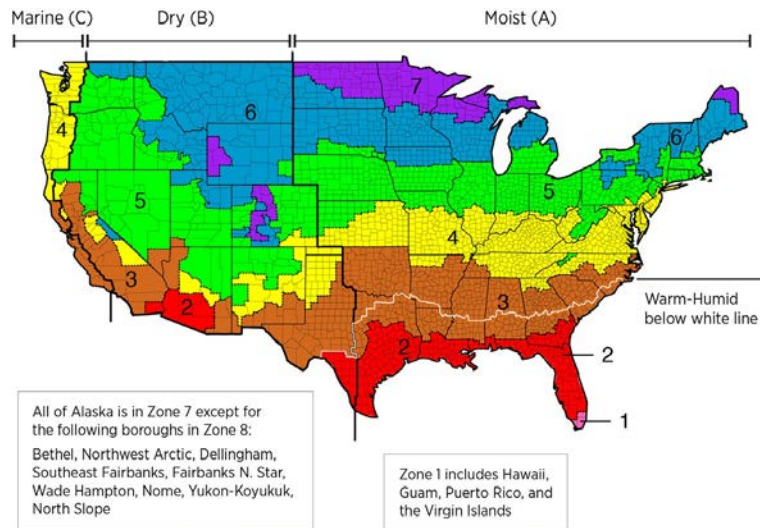 Marine (C) Dry (B) Moist (A)
7
6
4
6
5
5
4
3
3
Warm-Humid
below white line
2
2
2
1
All of Alaska is in Zone 7 except for
the following boroughs in Zone 8:
Bethel, Northwest Arctic, Dellingham,
Southeast Fairbanks, Fairbanks N. Star,
Wade Hampton, Nome, Yukon-Koyukuk,
North Slope
Zone 1 includes Hawaii,
Guam, Puerto Rico, and
the Virgin Islands